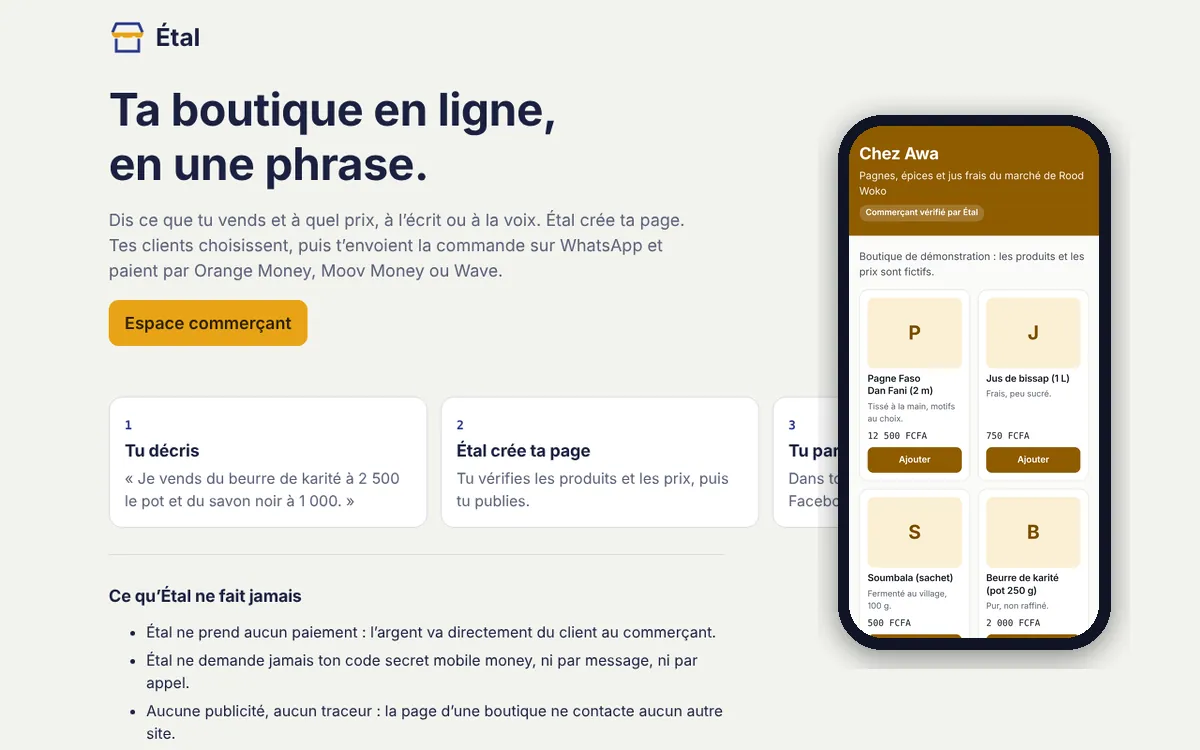 Étal
Ta boutique en ligne,
en une phrase.
Dis ce que tu vends et à quel prix, à l’écrit ou à la voix. Étal crée ta page.
Tes clients choisissent, puis t’envoient la commande sur WhatsApp et
paient par Orange Money, Moov Money ou Wave.
Espace commerçant
1
Tu décris
« Je vends du beurre de karité à 2 500
le pot et du savon noir à 1 000. »
2
Étal crée ta page
Tu vérifies les produits et les prix, puis
tu publies.
3
Tu
Dans
Ce qu’Étal ne fait jamais
• Étal ne prend aucun paiement : l’argent va directement du client au commerçant.
• Étal ne demande jamais ton code secret mobile money, ni par message, ni par
appel.
• Aucune publicité, aucun traceur : la page d’une boutique ne contacte aucun autre
site.
Chez Awa
Pagnes, épices et jus frais du marché de Rood
Woko
Commerçant vérifié par Étal
Boutique de démonstration : les produits et les
prix sont fictifs.
P
Pagne Faso
Dan Fani (2 m)
Tissé à la main, motifs
au choix.
12 500 FCFA
Ajouter
J
Jus de bissap (1 L)
Frais, peu sucré.
750 FCFA
Ajouter
S
Soumbala (sachet)
Fermenté au village,
100 g.
500 FCFA
B
Beurre de karité
(pot 250 g)
Pur, non raffiné.
2 000 FCFA